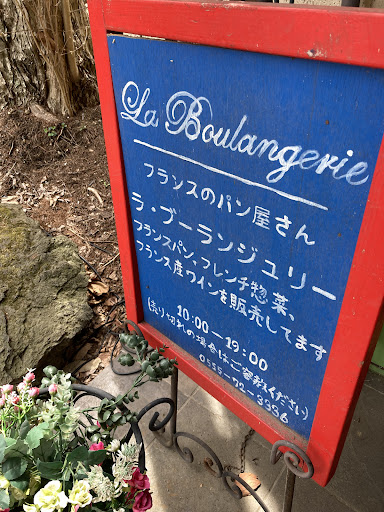 La Boulangerie
フランスのパン屋さん
ラ・ブーランジュリー
フランスパン、フレンチ惣菜、
フランス産ワインを販売してます
10:00－19:00
(売り切れの場合はご容赦ください)
0555-72-3336